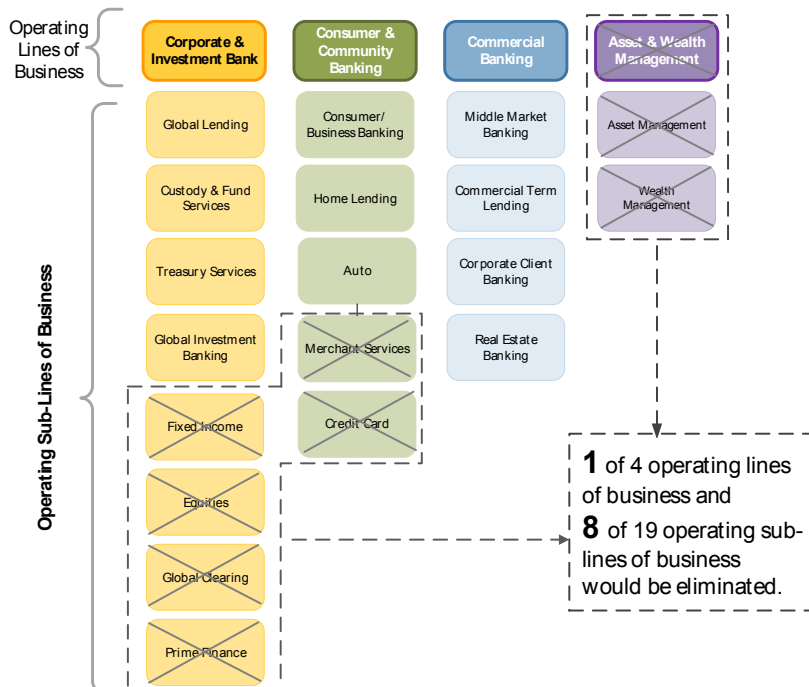 Operating
Lines of
Business
Corporate &
Investment Bank
Consumer &
Community
Banking
Commercial
Banking
Asset & Wealth
Management
Operating Sub-Lines of Business
Global Lending
Custody & Fund
Services
Treasury Services
Global Investment
Banking
Fixed Income
Equities
Global Clearing
Prime Finance
Consumer/
Business Banking
Home Lending
Auto
Merchant Services
Credit Card
Middle Market
Banking
Commercial Term
Lending
Corporate Client
Banking
Real Estate
Banking
Asset Management
Wealth
Management
1 of 4 operating lines
of business and
8 of 19 operating sub-
lines of business
would be eliminated.